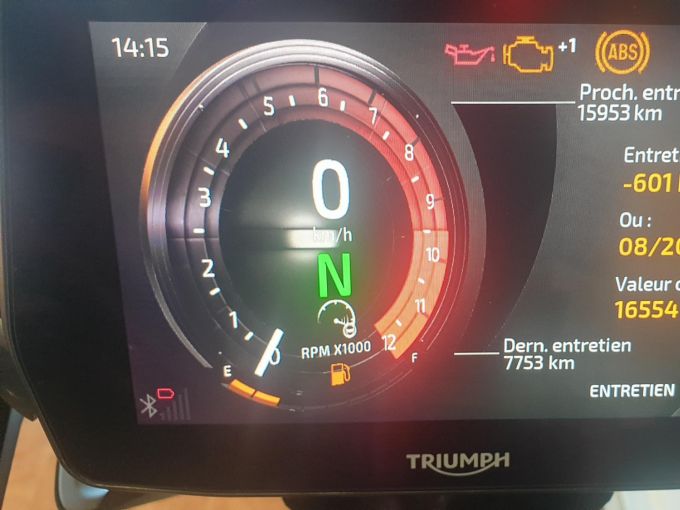 14:15
+1
ABS
Proch. entr
15953 km
Entret
-601
Ou :
08/20
Valeur
16554
Dern. entretien
7753 km
ENTRETIEN
0
km/h
N
0 1 2 3 4 5 6 7 8 9 10 11 12
RPM X1000
E
F
TRIUMPH